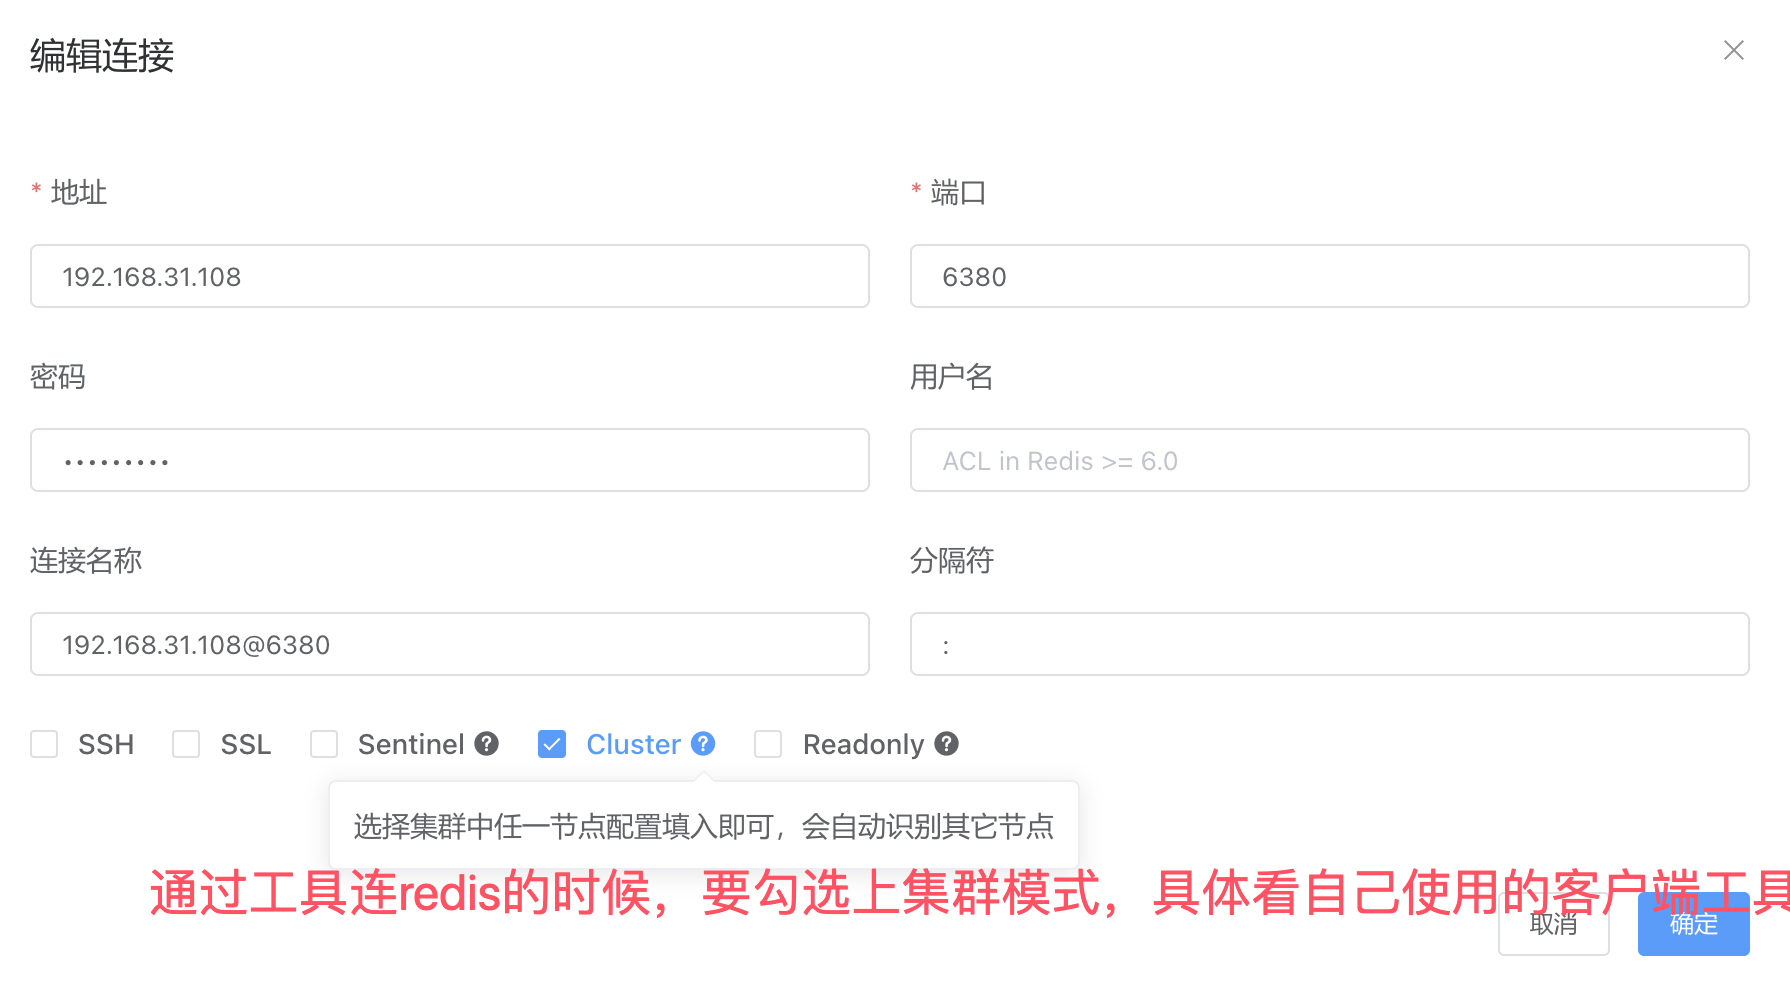 编辑连接
* 地址
* 端口
192.168.31.108
6380
密码
用户名
•••••••••
ACL in Redis >= 6.0
连接名称
分隔符
192.168.31.108@6380
:
SSH SSL Sentinel ? Cluster ? Readonly ?
选择集群中任一节点配置填入即可，会自动识别其它节点
通过工具连redis的时候，要勾选上集群模式，具体看自己使用的客户端工具
取消
确定